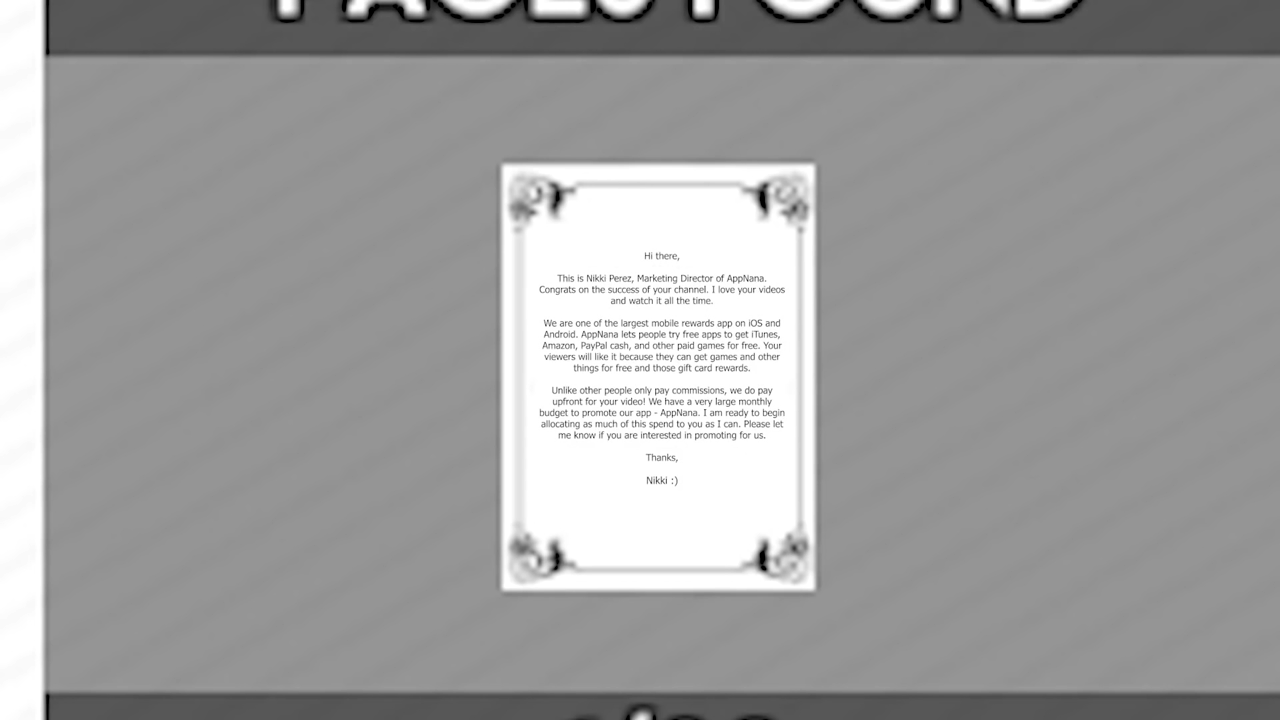 PAGES FOUND
Hi there,
This is Nikki Perez, Marketing Director of AppNana.
Congrats on the success of your channel. I love your videos
and watch it all the time.
We are one of the largest mobile rewards app on iOS and
Android. AppNana lets people try free apps to get iTunes,
Amazon, PayPal cash, and other paid games for free. Your
viewers will like it because they can get games and other
things for free and those gift card rewards.
Unlike other people only pay commissions, we do pay
upfront for your video! We have a very large monthly
budget to promote our app - AppNana. I am ready to begin
allocating as much of this spend to you as I can. Please let
me know if you are interested in promoting for us.
Thanks,
Nikki :)